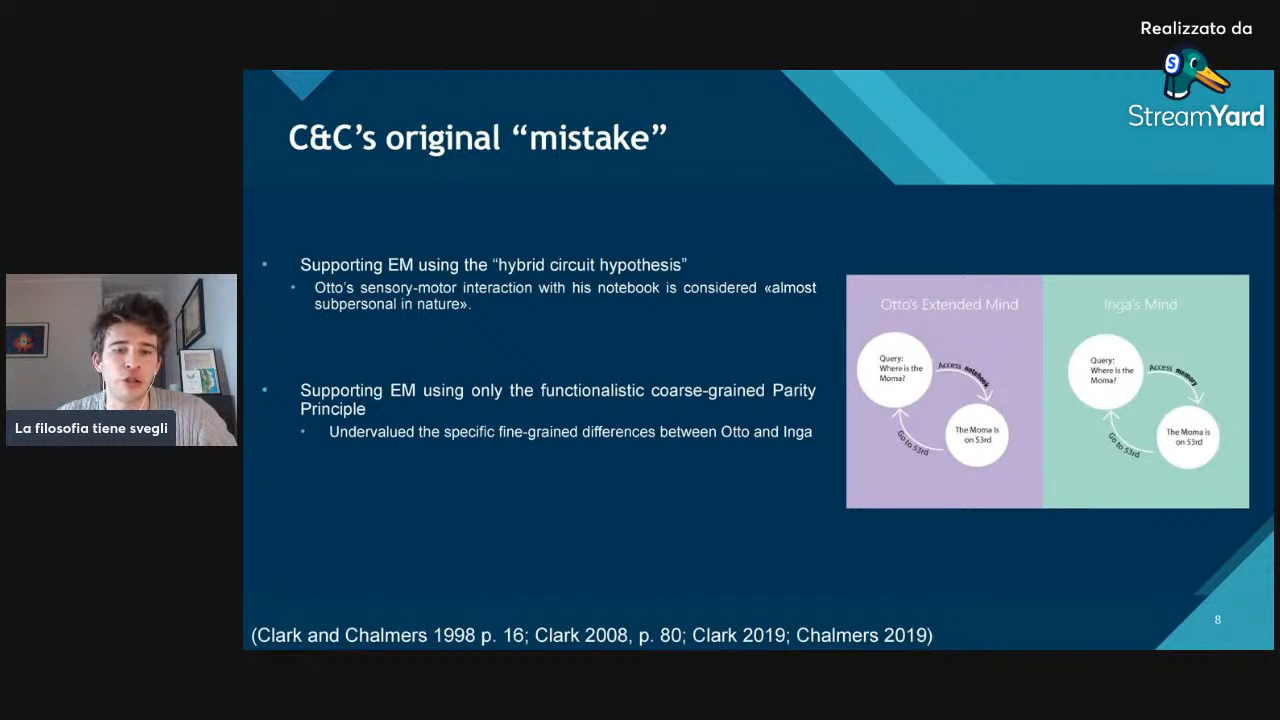 Realizzato da
StreamYard
C&C's original “mistake”
• Supporting EM using the “hybrid circuit hypothesis”
• Otto's sensory-motor interaction with his notebook is considered «almost
subpersonal in nature».
• Supporting EM using only the functionalistic coarse-grained Parity
Principle
• Undervalued the specific fine-grained differences between Otto and Inga
Otto's Extended Mind
Query:
Where is the
Moma?
Access notebook
The Moma is
on 53rd
Go to 53rd
Inga's Mind
Query:
Where is the
Moma?
Access memory
The Moma is
on 53rd
Go to 53rd
La filosofia tiene svegli
8
(Clark and Chalmers 1998 p. 16; Clark 2008, p. 80; Clark 2019; Chalmers 2019)